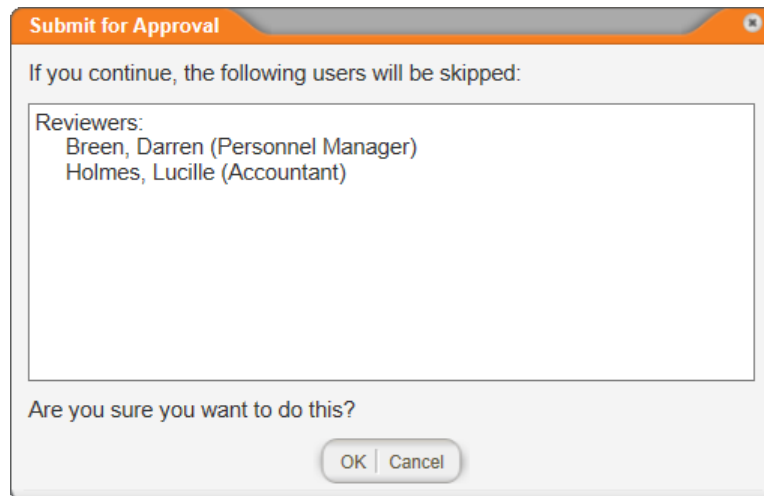 Submit for Approval
If you continue, the following users will be skipped:
Reviewers:
Breen, Darren (Personnel Manager)
Holmes, Lucille (Accountant)
Are you sure you want to do this?
OK | Cancel